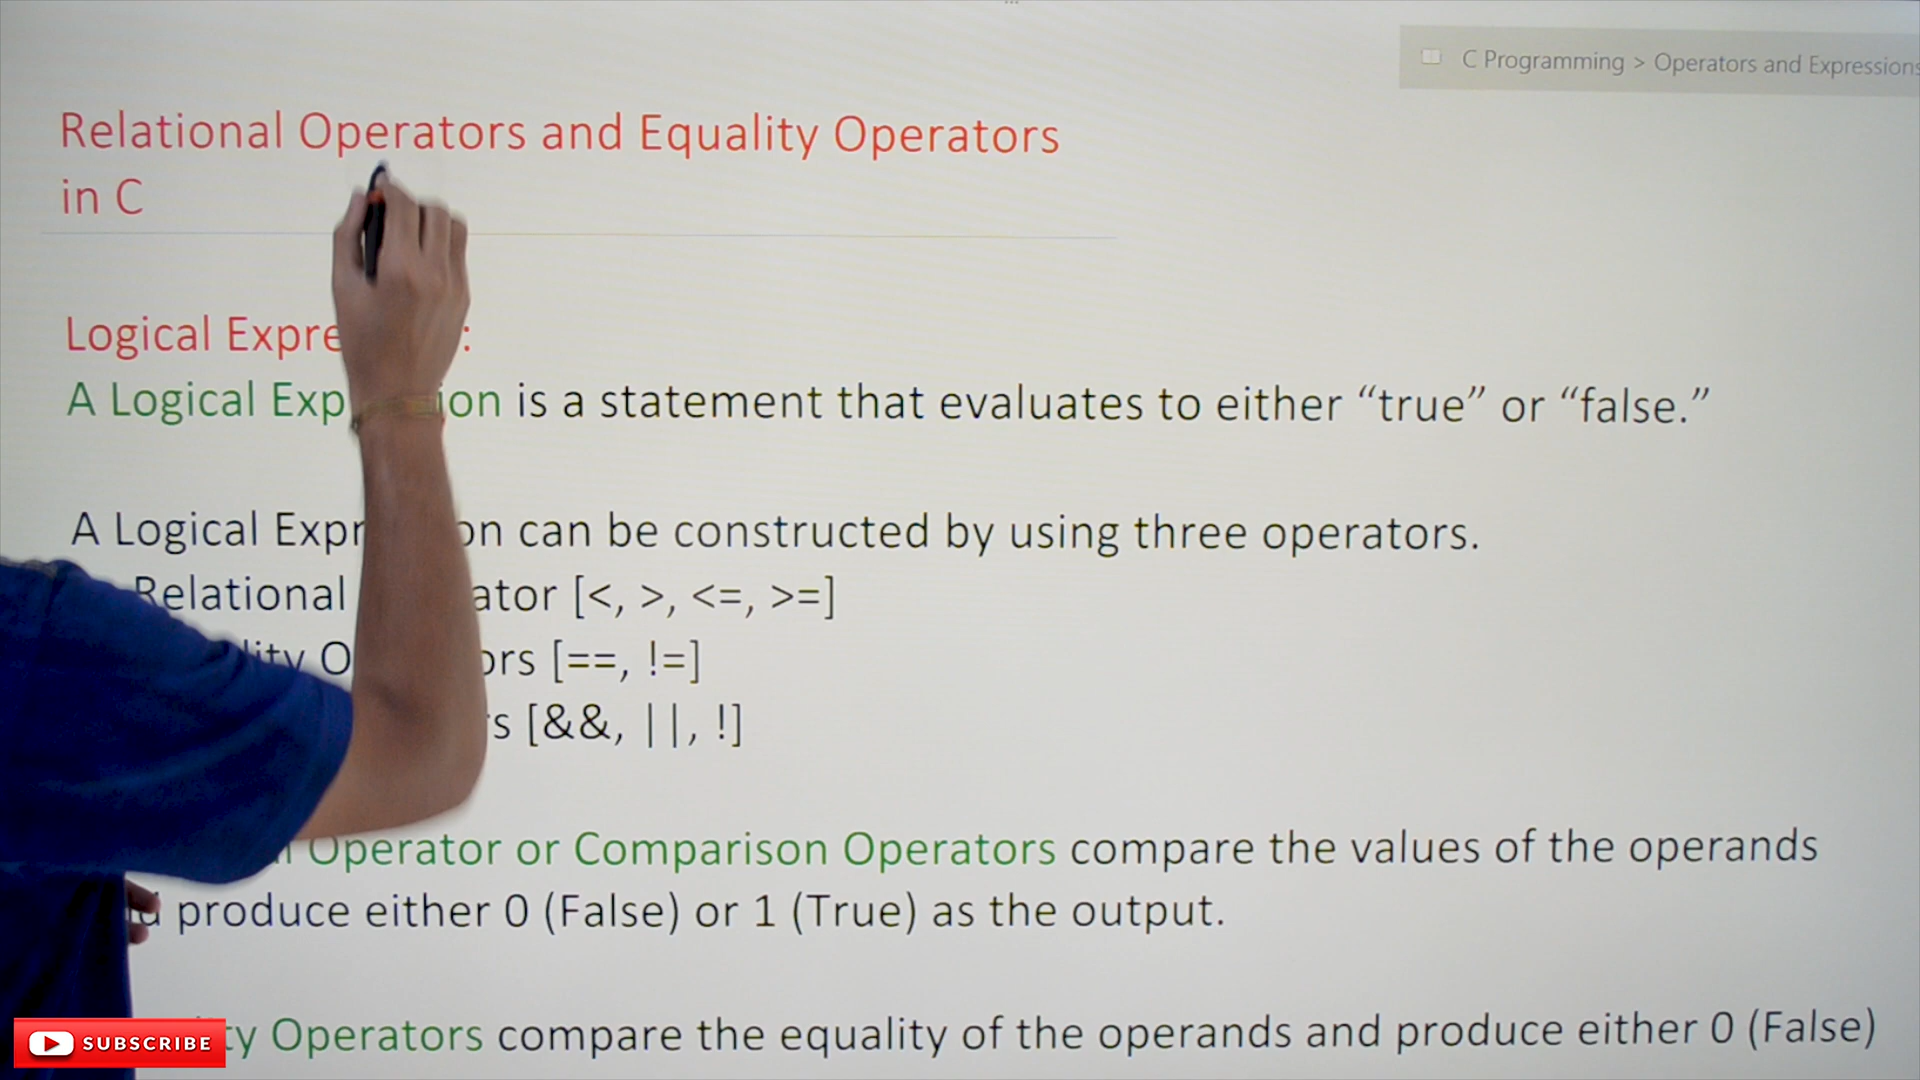 C Programming > Operators and Expressions
Relational Operators and Equality Operators
in C
Logical Expre :
A Logical Exp ion is a statement that evaluates to either “true” or “false.”
A Logical Expr on can be constructed by using three operators.
Relational ator [<, >, <=, >=]
lity O ors [==, !=]
s [&&, ||, !]
Operator or Comparison Operators compare the values of the operands
produce either 0 (False) or 1 (True) as the output.
ty Operators compare the equality of the operands and produce either 0 (False)
SUBSCRIBE